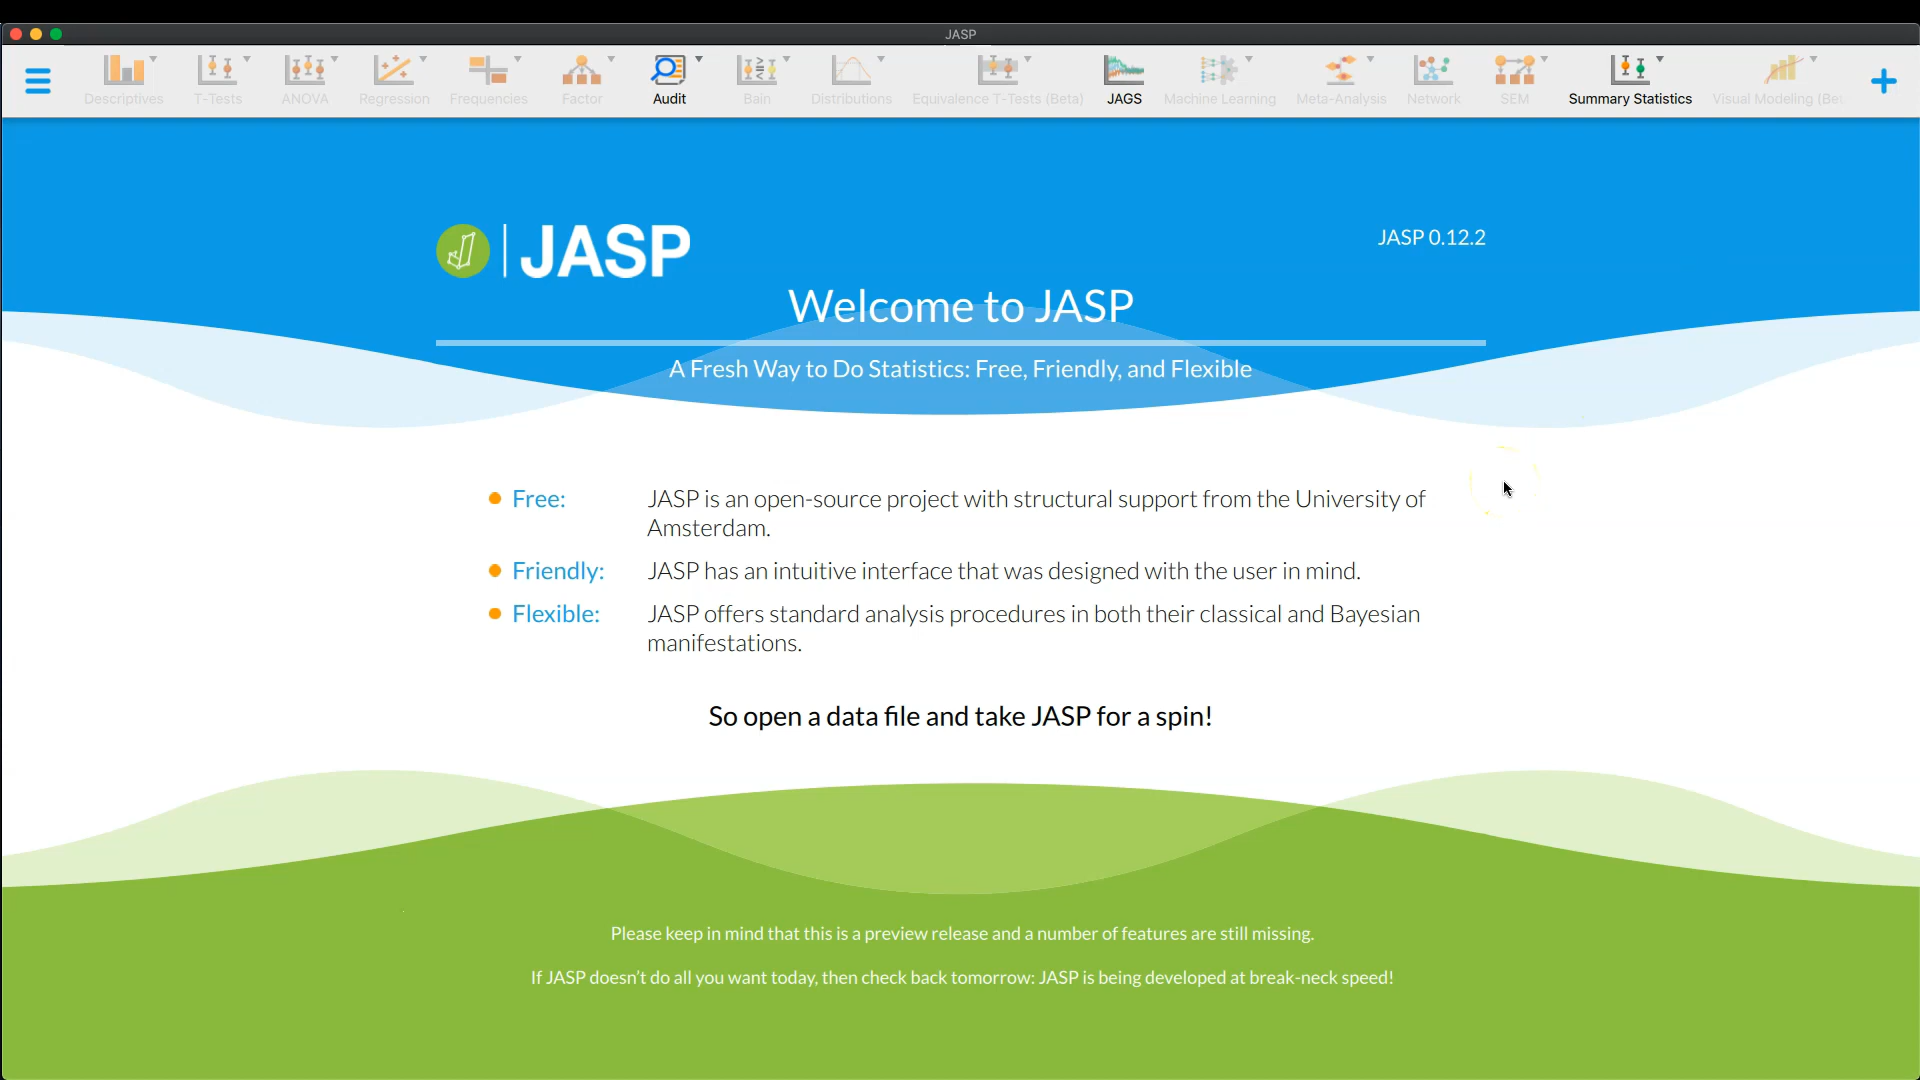 JASP
Descriptives
T-Tests
ANOVA
Regression
Frequencies
Factor
Audit
Bain
Distributions
Equivalence T-Tests (Beta)
JAGS
Machine Learning
Meta-Analysis
Network
SEM
Summary Statistics
Visual Modeling (Be
JASP
JASP 0.12.2
Welcome to JASP
A Fresh Way to Do Statistics: Free, Friendly, and Flexible
Free: JASP is an open-source project with structural support from the University of
Amsterdam.
Friendly: JASP has an intuitive interface that was designed with the user in mind.
Flexible: JASP offers standard analysis procedures in both their classical and Bayesian
manifestations.
So open a data file and take JASP for a spin!
Please keep in mind that this is a preview release and a number of features are still missing.
If JASP doesn't do all you want today, then check back tomorrow: JASP is being developed at break-neck speed!